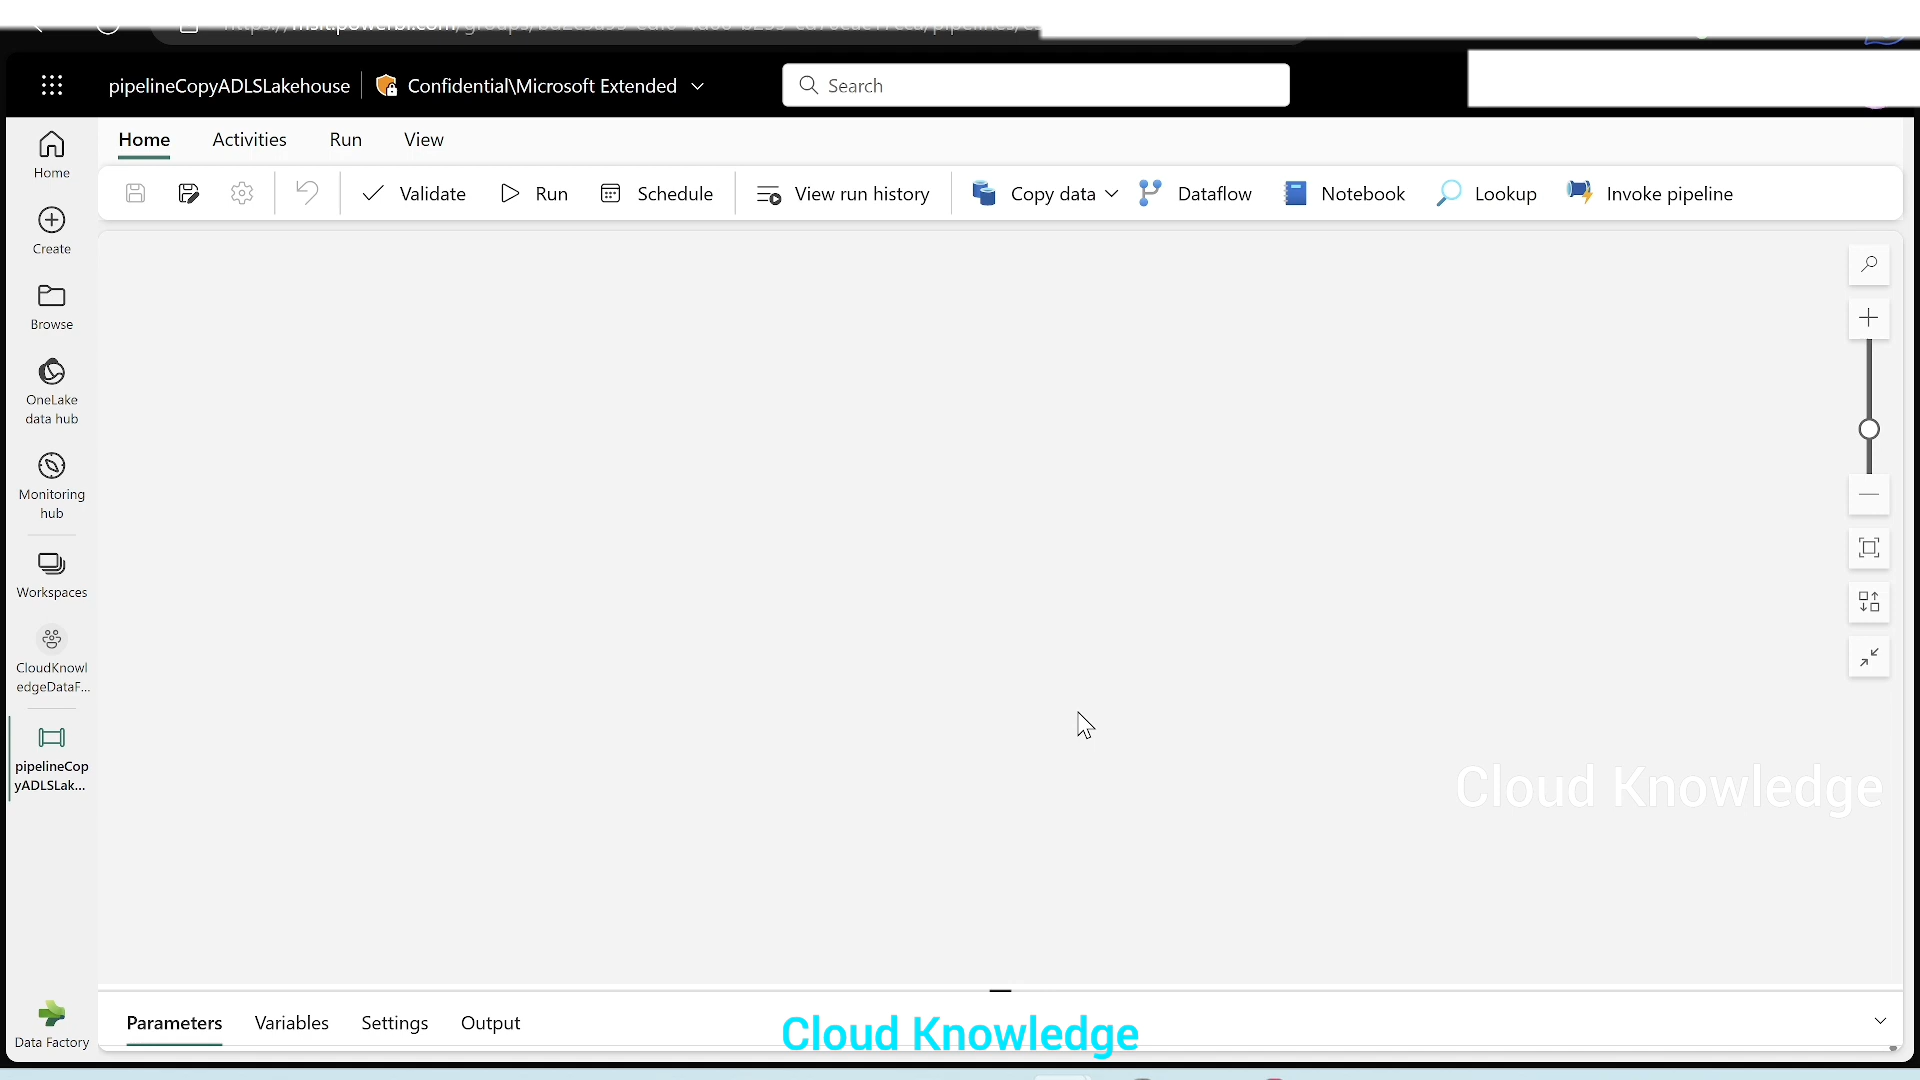 pipelineCopyADLSLakehouse
Confidential\Microsoft Extended
Search
Home Activities Run View
Validate Run Schedule View run history Copy data Dataflow Notebook Lookup Invoke pipeline
Home
Create
Browse
OneLake
data hub
Monitoring
hub
Workspaces
CloudKnowl
edgeDataF...
pipelineCop
yADLSLak...
Data Factory
Cloud Knowledge
Parameters Variables Settings Output
Cloud Knowledge